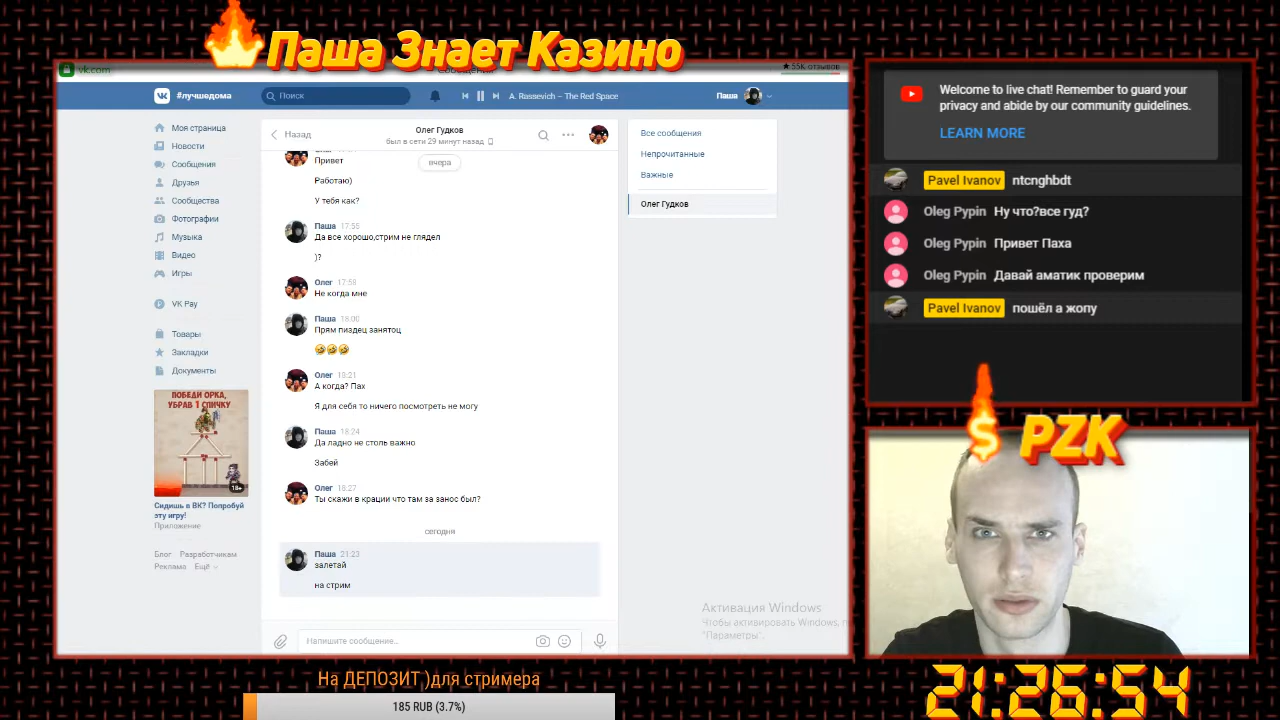 Паша Знает Казино
vk.com
Сообщения
55K отзывов
#лучшедома
Поиск
A. Rassevich – The Red Space
Паша
Моя страница
Новости
Сообщения
Друзья
Сообщества
Фотографии
Музыка
Видео
Игры
VK Pay
Товары
Закладки
Документы
ПОБЕДИ ОРКА,
УБРАВ 1 СПИЧКУ
18+
Сидишь в ВК? Попробуй
эту игру!
Приложение
Блог Разработчикам
Реклама Ещё
Назад
Олег Гудков
был в сети 29 минут назад
вчера
Привет
Работаю)
У тебя как?
Паша 17:55
Да все хорошо,стрим не глядел
)?
Олег 17:58
Не когда мне
Паша 18:00
Прям пиздец занятоц
🤣🤣🤣
Олег 18:21
А когда? Пах
Я для себя то ничего посмотреть не могу
Паша 18:24
Да ладно не столь важно
Забей
Олег 18:27
Ты скажи в крации что там за занос был?
сегодня
Паша 21:23
залетай
на стрим
Напишите сообщение...
Все сообщения
Непрочитанные
Важные
Олег Гудков
Активация Windows
Чтобы активировать Windows,
"Параметры".
Welcome to live chat! Remember to guard your
privacy and abide by our community guidelines.
LEARN MORE
Pavel Ivanov ntcnghbdt
Oleg Pypin Ну что?все гуд?
Oleg Pypin Привет Паха
Oleg Pypin Давай аматик проверим
Pavel Ivanov пошёл а жопу
$ PZK
На ДЕПОЗИТ )для стримера
185 RUB (3.7%)
21:26:54